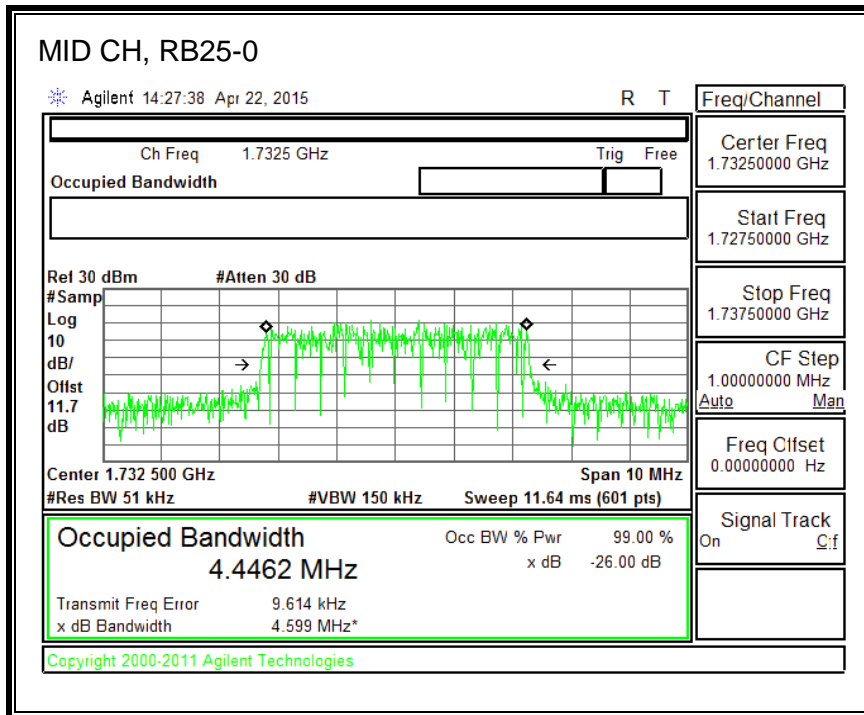 MID CH, RB25-0
Agilent 14:27:38 Apr 22, 2015 R T
Freq/Channel
Ch Freq 1.7325 GHz Trig Free
Occupied Bandwidth
Center Freq
1.73250000 GHz
Start Freq
1.72750000 GHz
Stop Freq
1.73750000 GHz
CF Step
1.00000000 MHz
Auto Man
Freq Offset
0.00000000 Hz
Signal Track
On Off
Ref 30 dBm #Atten 30 dB
#Samp
Log
10
dB/
Offst
11.7
dB
Center 1.732 500 GHz Span 10 MHz
#Res BW 51 kHz #VBW 150 kHz Sweep 11.64 ms (601 pts)
Occupied Bandwidth Occ BW % Pwr 99.00 %
4.4462 MHz x dB -26.00 dB
Transmit Freq Error 9.614 kHz
x dB Bandwidth 4.599 MHz*
Copyright 2000-2011 Agilent Technologies